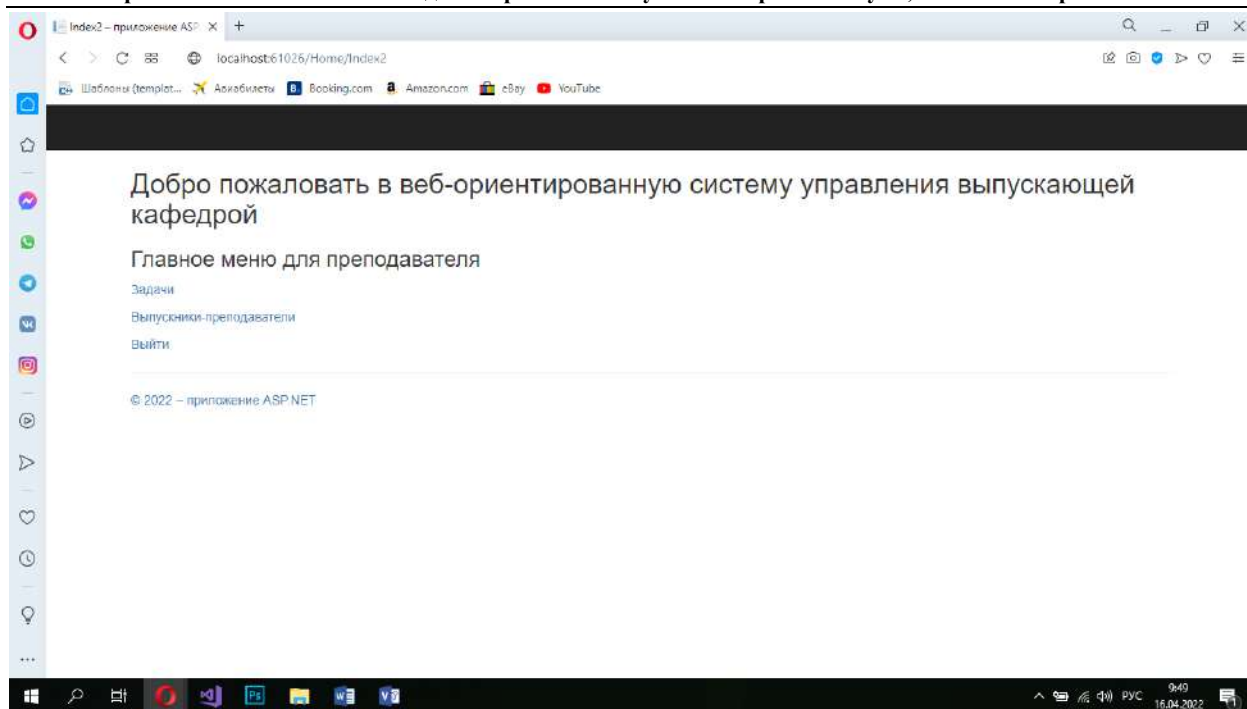 Index2 – приложение ASP
localhost:61026/Home/Index2
Шаблоны (templat... Авиабилеты B. Booking.com a Amazon.com eBay YouTube
Добро пожаловать в веб-ориентированную систему управления выпускающей
кафедрой
Главное меню для преподавателя
Задачи
Выпускники-преподаватели
Выйти
© 2022 – приложение ASP.NET
Ps
РУС
9:49
16.04.2022